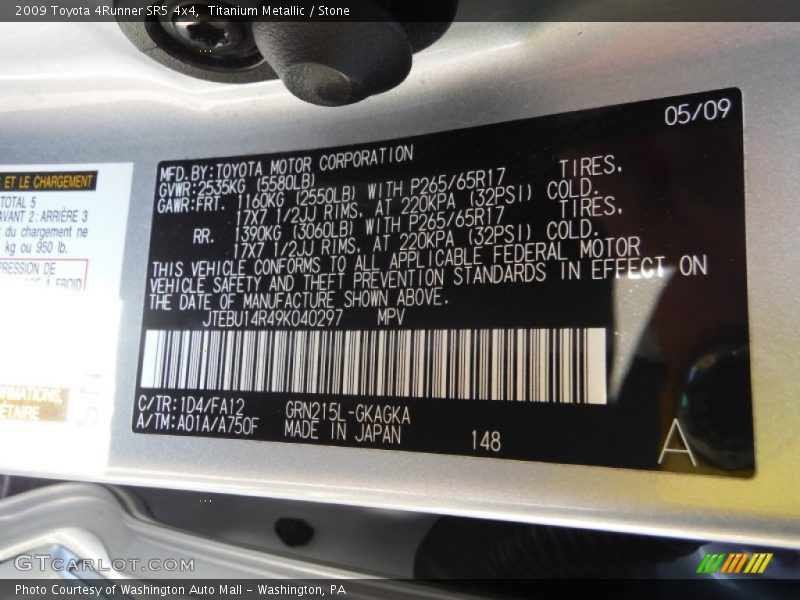 2009 Toyota 4Runner SR5 4x4, Titanium Metallic / Stone
05/09
MFD. BY: TOYOTA MOTOR CORPORATION
GVWR: 2535KG (5580LB)
GAWR: FRT. 1160KG (2550LB) WITH P265/65R17 TIRES,
17X7 1/2JJ RIMS, AT 220KPA (32PSI) COLD.
RR. 1390KG (3060LB) WITH P265/65R17 TIRES,
17X7 1/2JJ RIMS, AT 220KPA (32PSI) COLD.
THIS VEHICLE CONFORMS TO ALL APPLICABLE FEDERAL MOTOR
VEHICLE SAFETY AND THEFT PREVENTION STANDARDS IN EFFECT ON
THE DATE OF MANUFACTURE SHOWN ABOVE.
JTEBU14R49K040297 MPV
C/TR: 1D4/FA12 GRN215L-GKAGKA
A/TM: A01A/A750F MADE IN JAPAN 148
A
ET LE CHARGEMENT
TOTAL 5
AVANT 2: ARRIÈRE 3
du chargement ne
kg ou 950 lb.
PRESSION DE
À FROID
GTcarlot.com
Photo Courtesy of Washington Auto Mall - Washington, PA